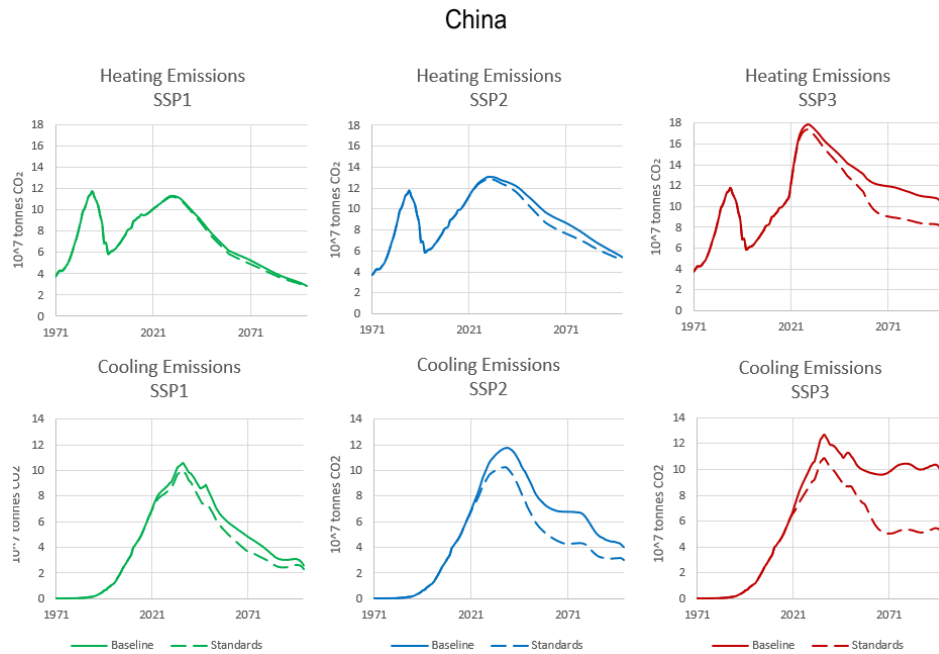 China
Heating Emissions
SSP1
10^7 tonnes CO₂
18
16
14
12
10
8
6
4
2
0
1971
2021
2071
Heating Emissions
SSP2
10^7 tonnes CO₂
18
16
14
12
10
8
6
4
2
0
1971
2021
2071
Heating Emissions
SSP3
10^7 tonnes CO₂
18
16
14
12
10
8
6
4
2
0
1971
2021
2071
Cooling Emissions
SSP1
10^7 tonnes CO2
14
12
10
8
6
4
2
0
1971
2021
2071
Baseline
Standards
Cooling Emissions
SSP2
10^7 tonnes CO2
14
12
10
8
6
4
2
0
1971
2021
2071
Baseline
Standards
Cooling Emissions
SSP3
10^7 tonnes CO2
14
12
10
8
6
4
2
0
1971
2021
2071
Baseline
Standards